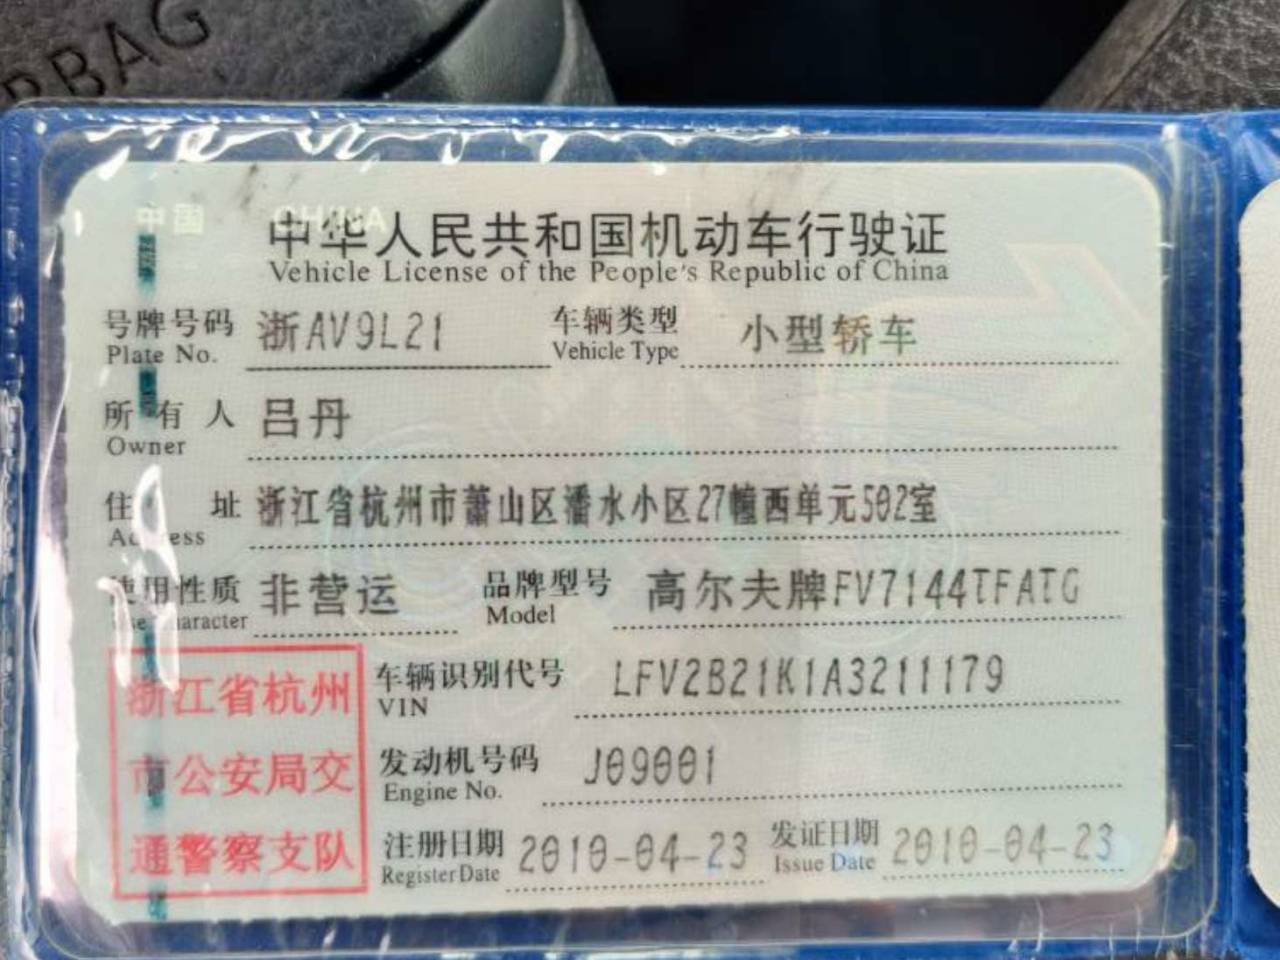 RBAG
中国 CHINA
中华人民共和国机动车行驶证
Vehicle License of the People's Republic of China
号牌号码 浙AV9L21 车辆类型 小型轿车
Plate No. Vehicle Type
所有人 吕丹
Owner
住址 浙江省杭州市萧山区潘水小区27幢西单元502室
Address
使用性质 非营运 品牌型号 高尔夫牌FV7144TFATG
Use Character Model
车辆识别代号 LFV2B21K1A3211179
VIN
发动机号码 J09001
Engine No.
注册日期 2010-04-23 发证日期 2010-04-23
Register Date Issue Date
浙江省杭州
市公安局交
通警察支队